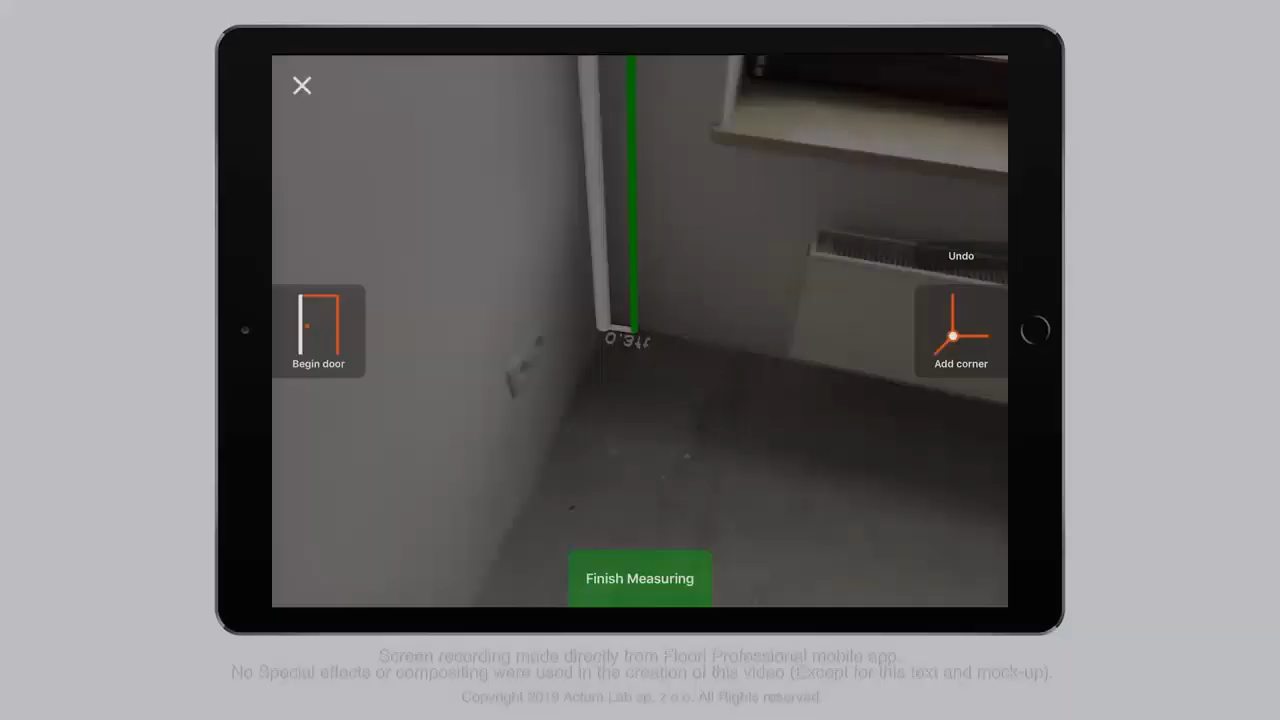 Undo
Begin door
Add corner
Finish Measuring
Screen recording made directly from Floori Professional mobile app.
No Special effects or compositing were used in the creation of this video (Except for this text and mock-up).
Copyright 2019 Actum Lab sp. z o.o. All Rights reserved.